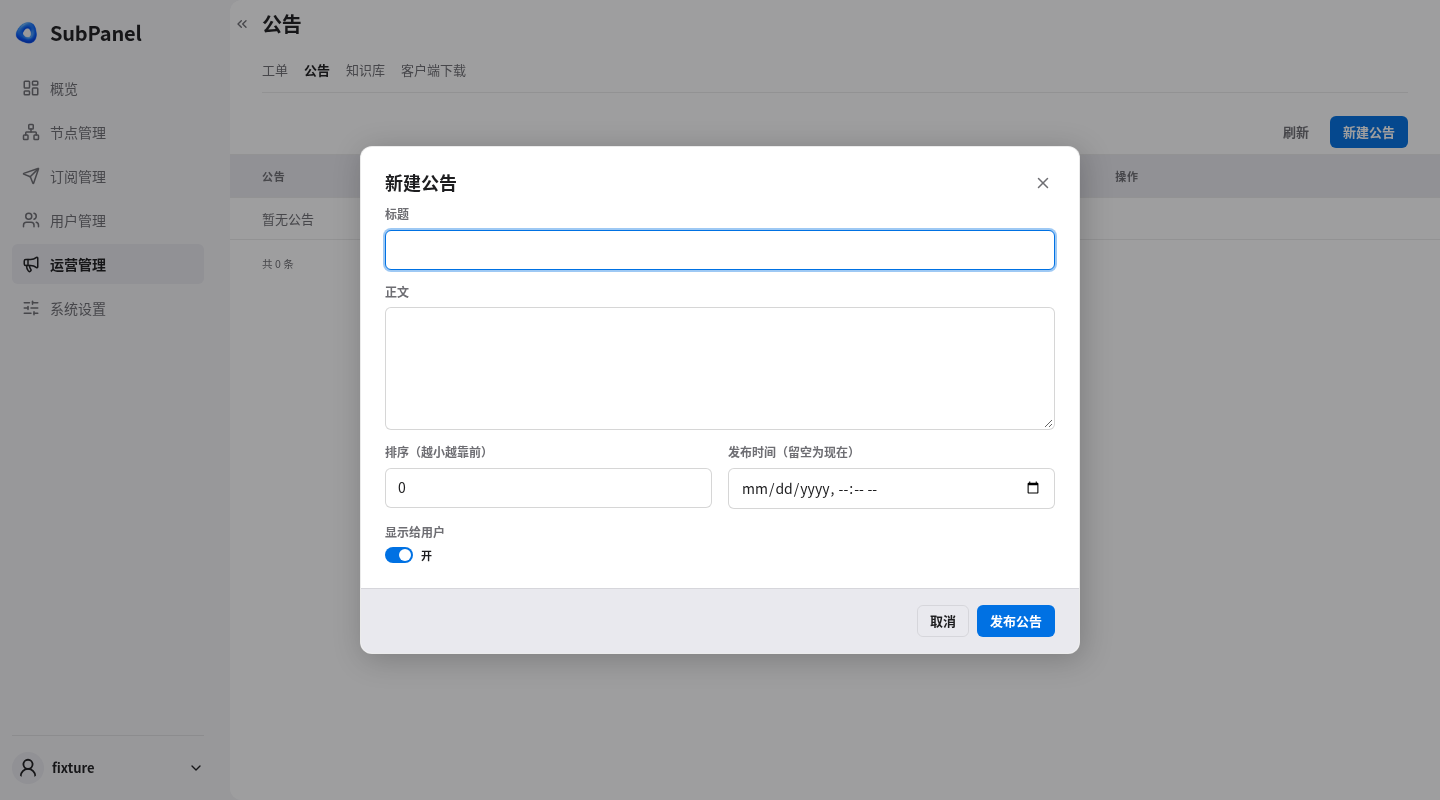 SubPanel
概览
节点管理
订阅管理
用户管理
运营管理
系统设置
fixture
公告
工单 公告 知识库 客户端下载
刷新 新建公告
公告 操作
暂无公告
共 0 条
新建公告
标题
正文
排序（越小越靠前） 发布时间（留空为现在）
0 mm/dd/yyyy, --:-- --
显示给用户
开
取消 发布公告